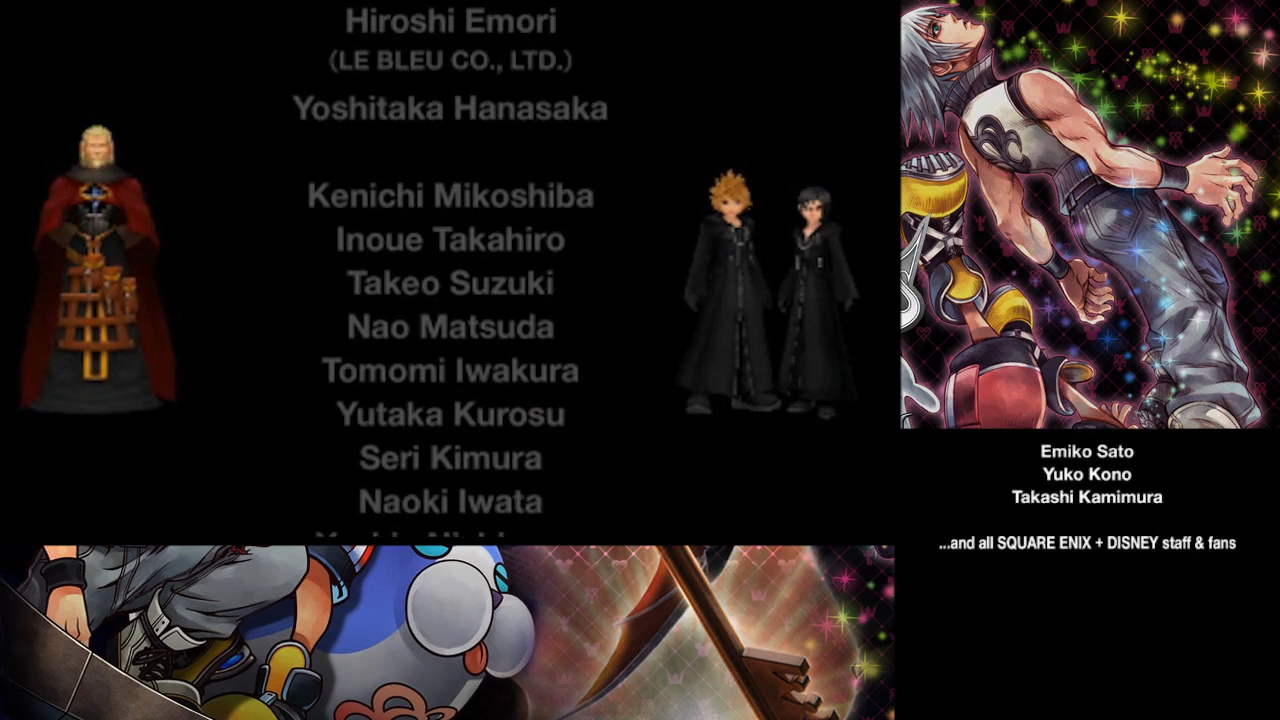 Hiroshi Emori
(LE BLEU CO., LTD.)
Yoshitaka Hanasaka
Kenichi Mikoshiba
Inoue Takahiro
Takeo Suzuki
Nao Matsuda
Tomomi Iwakura
Yutaka Kurosu
Seri Kimura
Naoki Iwata
Emiko Sato
Yuko Kono
Takashi Kamimura
...and all SQUARE ENIX + DISNEY staff & fans